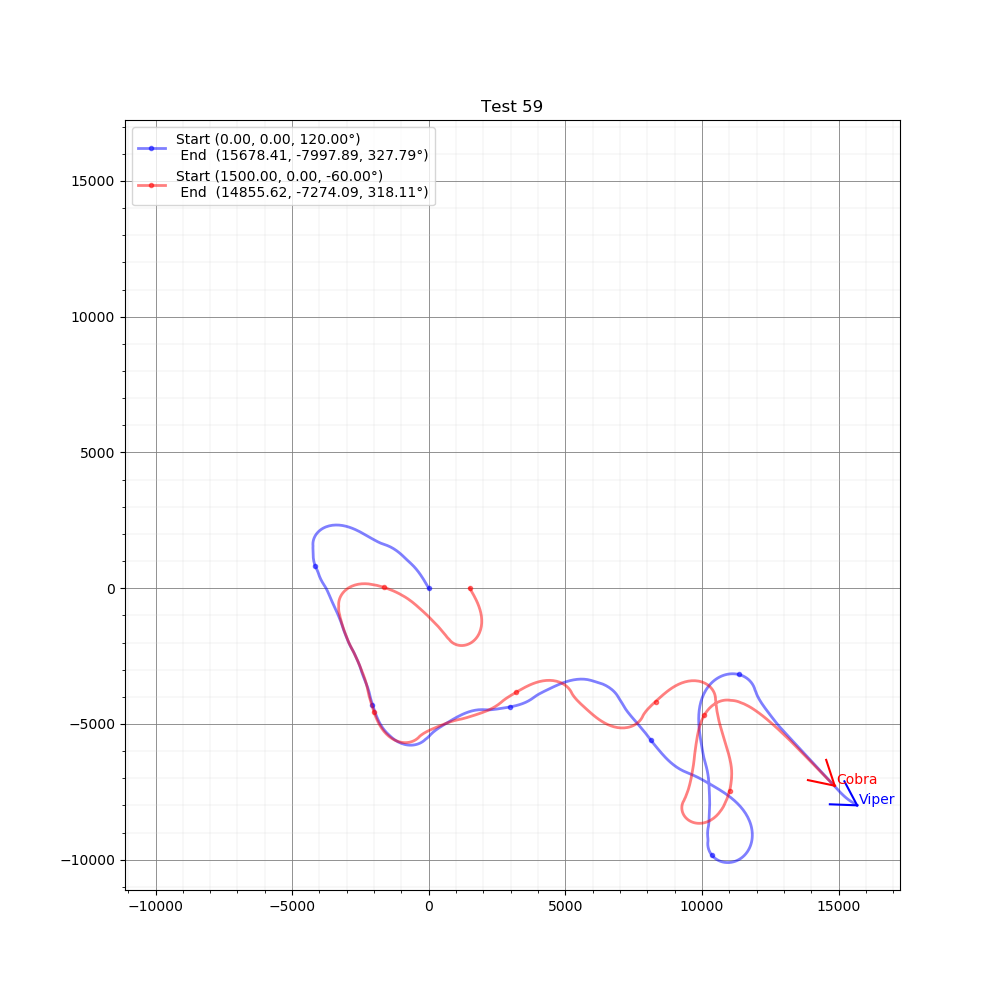 Test 59
Start (0.00, 0.00, 120.00°)
End  (15678.41, -7997.89, 327.79°)
Start (1500.00, 0.00, -60.00°)
End  (14855.62, -7274.09, 318.11°)
15000
10000
5000
0
−5000
−10000
Cobra
Viper
−10000
−5000
0
5000
10000
15000